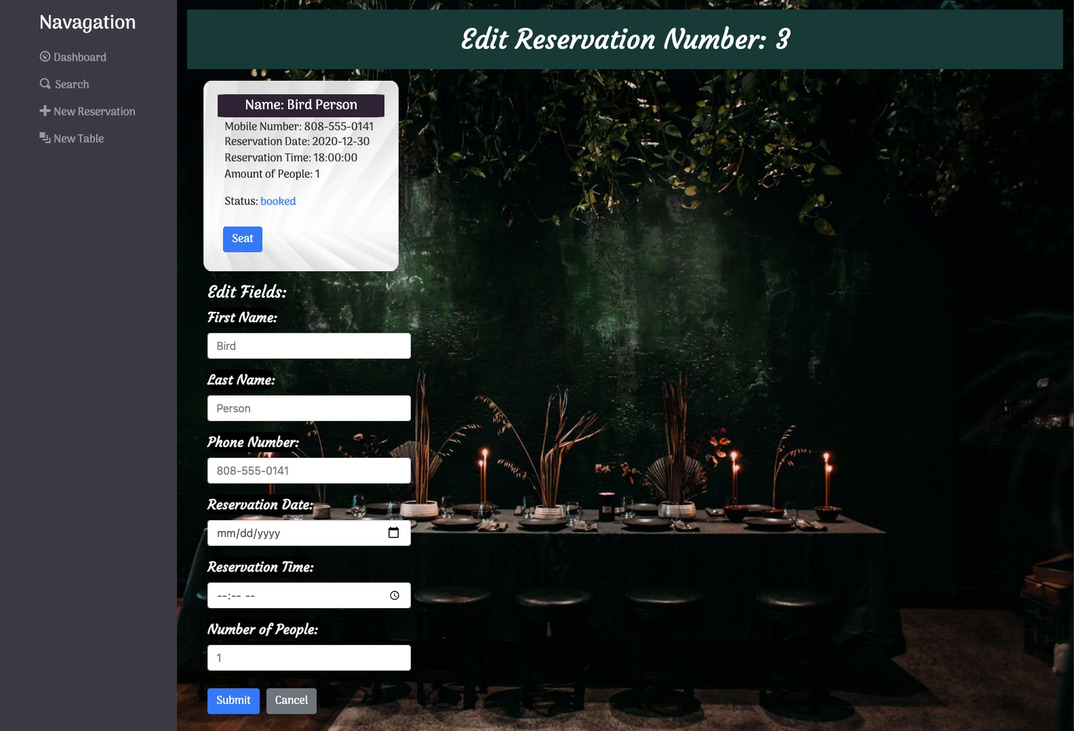 Navagation
Dashboard
Search
New Reservation
New Table
Edit Reservation Number: 3
Name: Bird Person
Mobile Number: 808-555-0141
Reservation Date: 2020-12-30
Reservation Time: 18:00:00
Amount of People: 1
Status: booked
Seat
Edit Fields:
First Name:
Bird
Last Name:
Person
Phone Number:
808-555-0141
Reservation Date:
mm/dd/yyyy
Reservation Time:
--:-- --
Number of People:
1
Submit Cancel